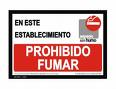 EN ESTE
ESTABLECIMIENTO
PROHIBIDO
FUMAR